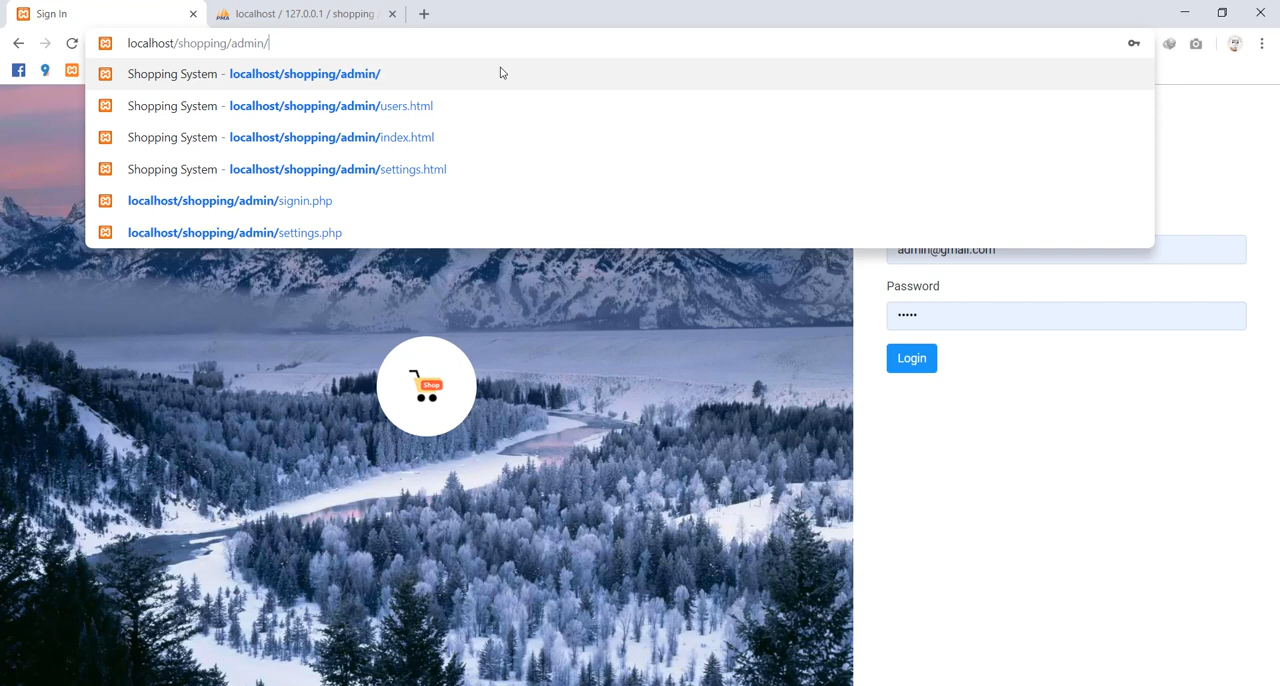 Sign In
localhost / 127.0.0.1 / shopping
localhost/shopping/admin/
Shopping System - localhost/shopping/admin/
Shopping System - localhost/shopping/admin/users.html
Shopping System - localhost/shopping/admin/index.html
Shopping System - localhost/shopping/admin/settings.html
localhost/shopping/admin/signin.php
localhost/shopping/admin/settings.php
admin@gmail.com
Password
•••••
Login
Shop